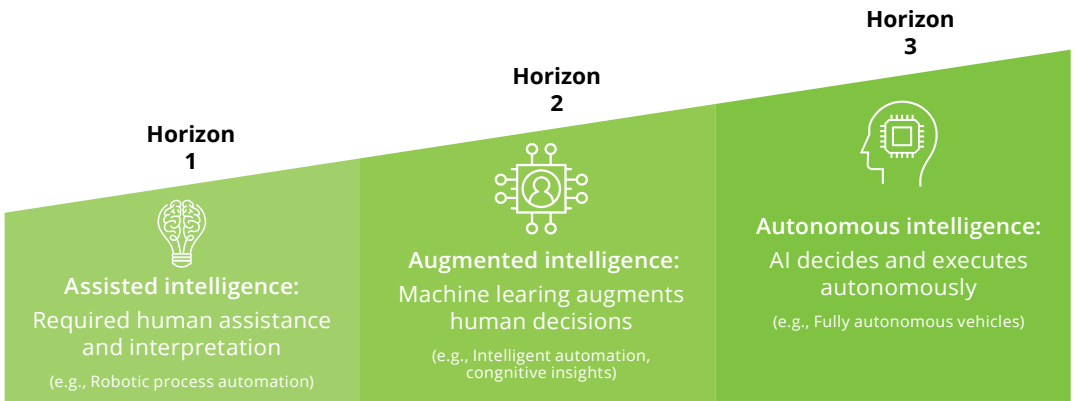 Horizon
1
Assisted intelligence:
Required human assistance
and interpretation
(e.g., Robotic process automation)
Horizon
2
Augmented intelligence:
Machine learing augments
human decisions
(e.g., Intelligent automation,
congnitive insights)
Horizon
3
Autonomous intelligence:
AI decides and executes
autonomously
(e.g., Fully autonomous vehicles)